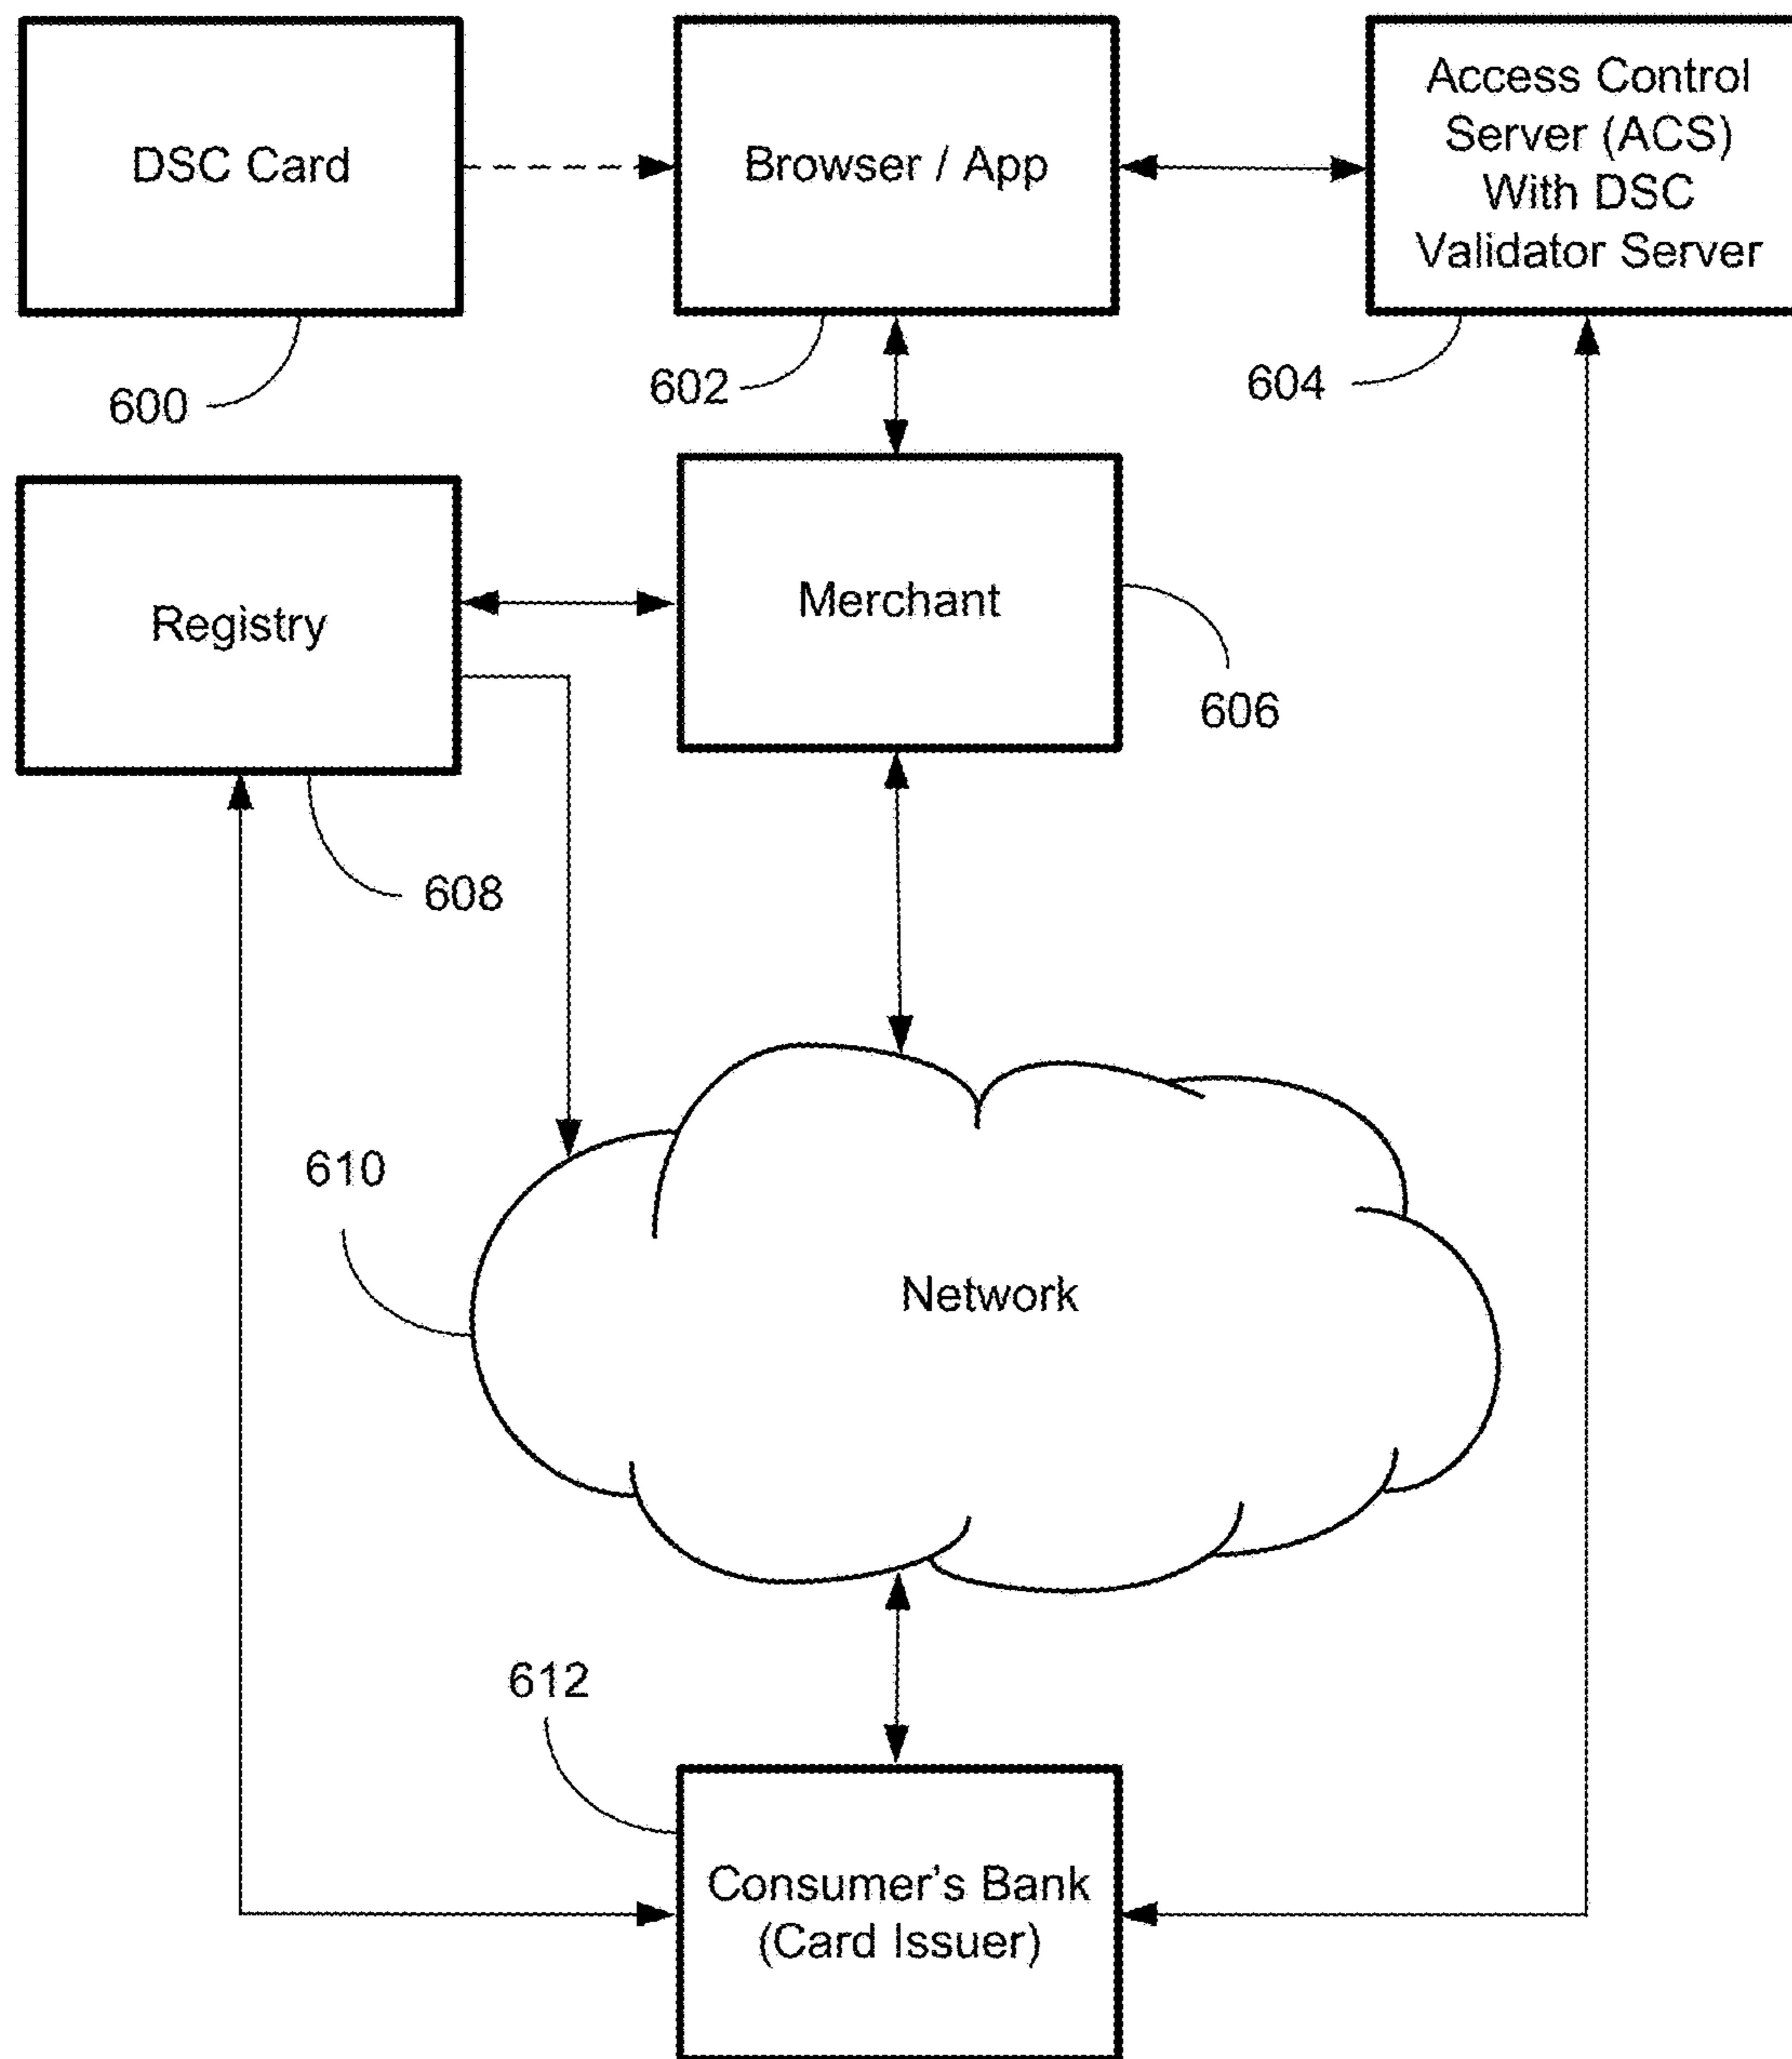 DSC Card
Browser / App
Access Control
Server (ACS)
With DSC
Validator Server
600
602
604
Registry
Merchant
606
608
610
Network
612
Consumer's Bank
(Card Issuer)